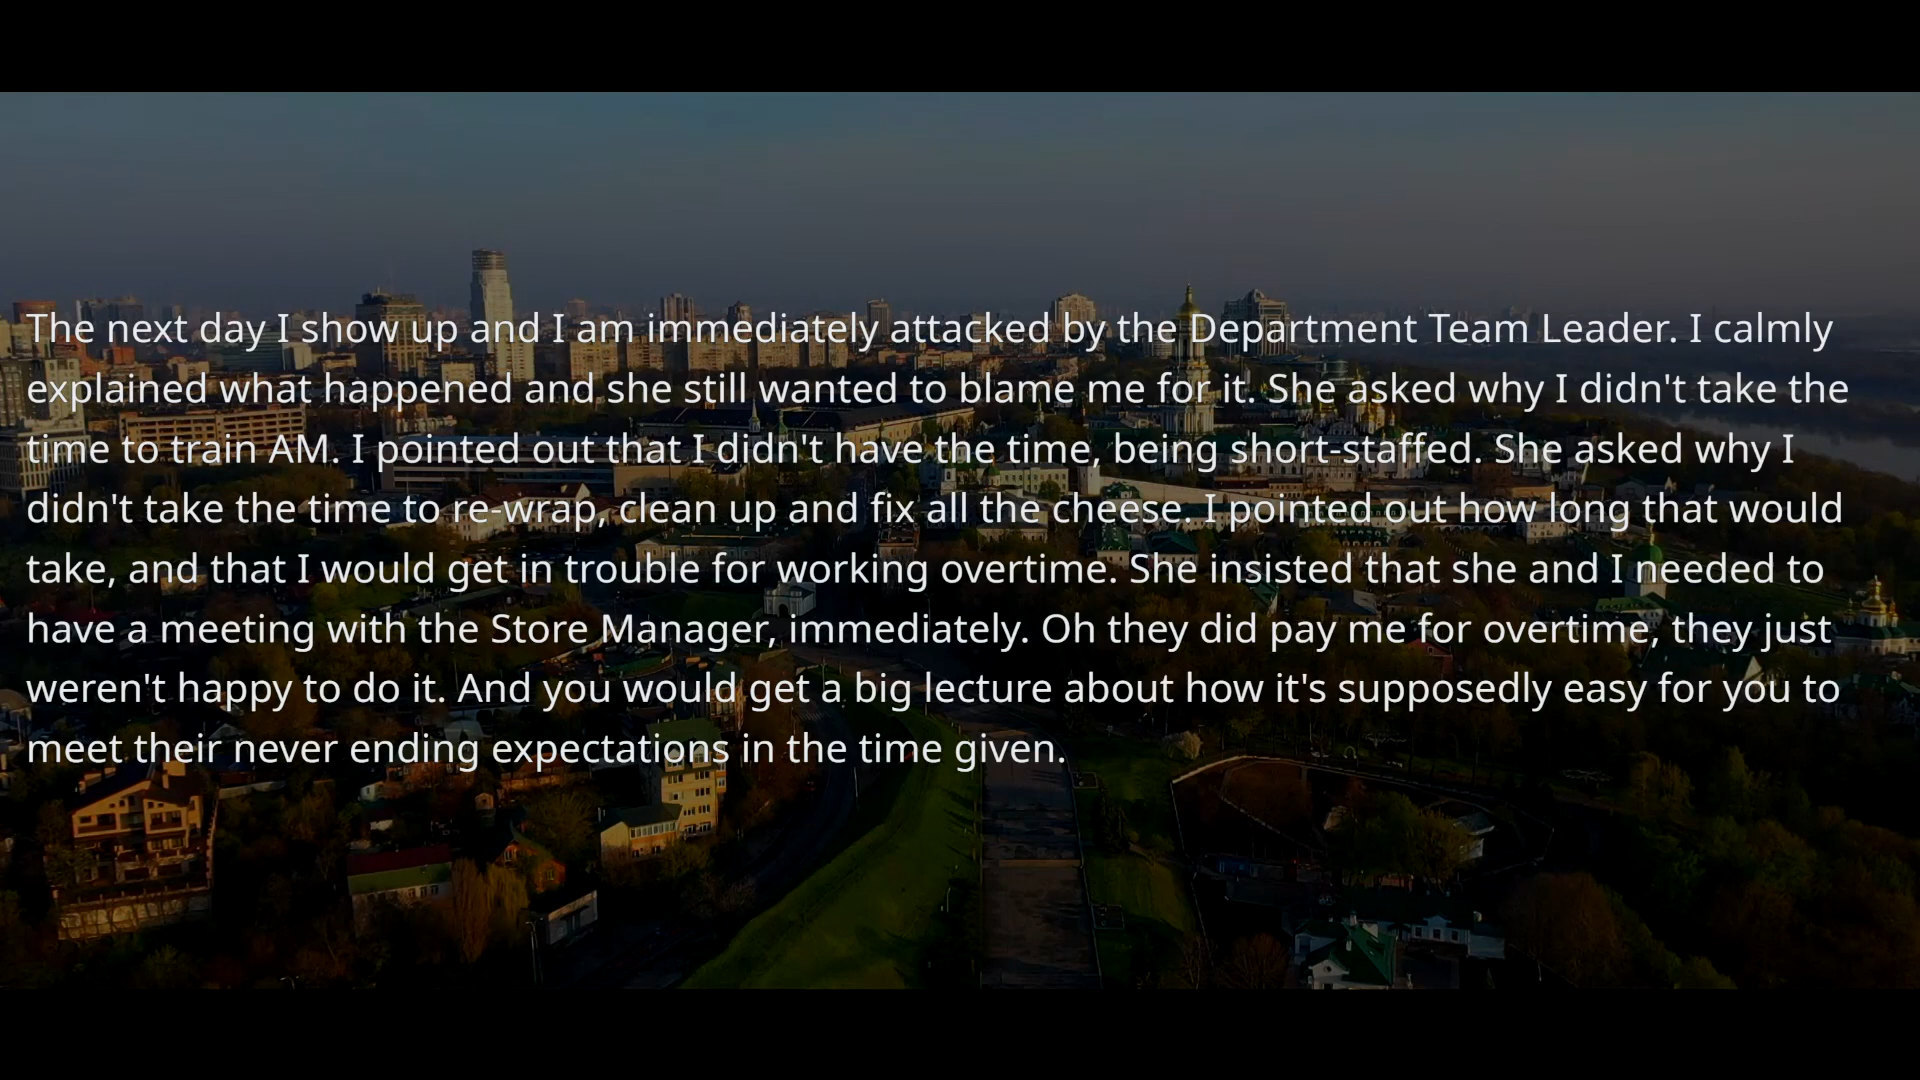 The next day I show up and I am immediately attacked by the Department Team Leader. I calmly
explained what happened and she still wanted to blame me for it. She asked why I didn't take the
time to train AM. I pointed out that I didn't have the time, being short-staffed. She asked why I
didn't take the time to re-wrap, clean up and fix all the cheese. I pointed out how long that would
take, and that I would get in trouble for working overtime. She insisted that she and I needed to
have a meeting with the Store Manager, immediately. Oh they did pay me for overtime, they just
weren't happy to do it. And you would get a big lecture about how it's supposedly easy for you to
meet their never ending expectations in the time given.